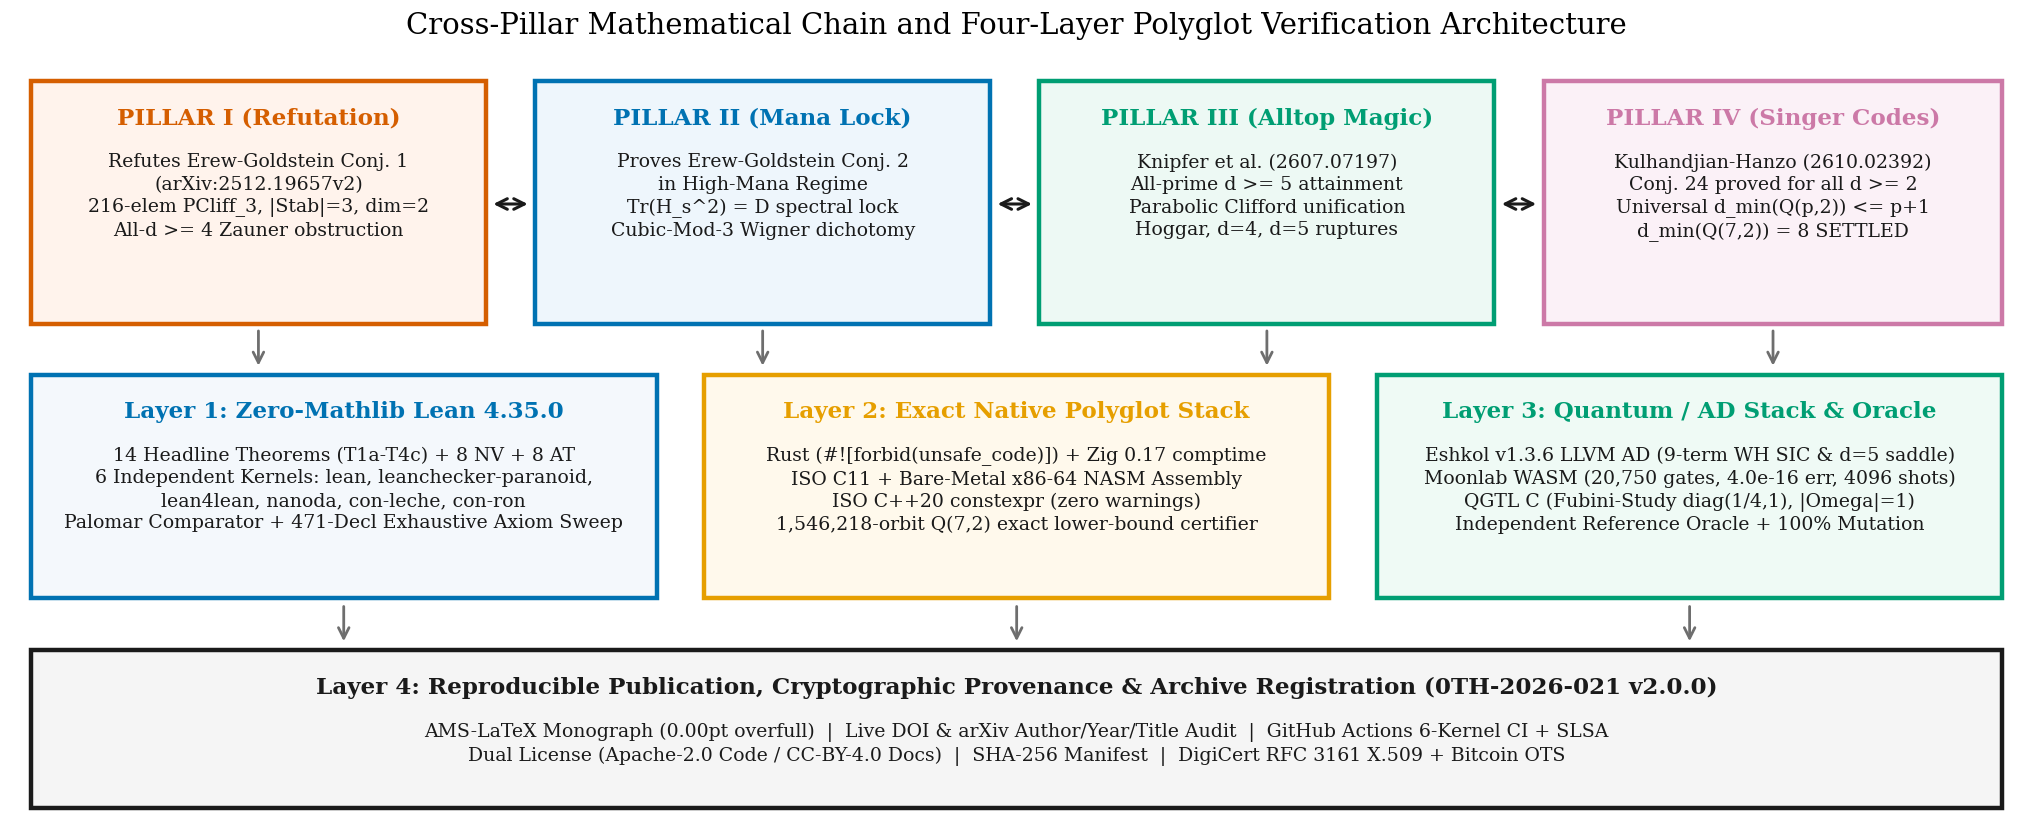 Cross-Pillar Mathematical Chain and Four-Layer Polyglot Verification Architecture
PILLAR I (Refutation)
Refutes Erew-Goldstein Conj. 1
(arXiv:2512.19657v2)
216-elem PCliff_3, |Stab|=3, dim=2
All-d >= 4 Zauner obstruction
PILLAR II (Mana Lock)
Proves Erew-Goldstein Conj. 2
in High-Mana Regime
Tr(H_s^2) = D spectral lock
Cubic-Mod-3 Wigner dichotomy
PILLAR III (Alltop Magic)
Knipfer et al. (2607.07197)
All-prime d >= 5 attainment
Parabolic Clifford unification
Hoggar, d=4, d=5 ruptures
PILLAR IV (Singer Codes)
Kulhandjian-Hanzo (2610.02392)
Conj. 24 proved for all d >= 2
Universal d_min(Q(p,2)) <= p+1
d_min(Q(7,2)) = 8 SETTLED
Layer 1: Zero-Mathlib Lean 4.35.0
14 Headline Theorems (T1a-T4c) + 8 NV + 8 AT
6 Independent Kernels: lean, leanchecker-paranoid,
lean4lean, nanoda, con-leche, con-ron
Palomar Comparator + 471-Decl Exhaustive Axiom Sweep
Layer 2: Exact Native Polyglot Stack
Rust (#![forbid(unsafe_code)]) + Zig 0.17 comptime
ISO C11 + Bare-Metal x86-64 NASM Assembly
ISO C++20 constexpr (zero warnings)
1,546,218-orbit Q(7,2) exact lower-bound certifier
Layer 3: Quantum / AD Stack & Oracle
Eshkol v1.3.6 LLVM AD (9-term WH SIC & d=5 saddle)
Moonlab WASM (20,750 gates, 4.0e-16 err, 4096 shots)
QGTL C (Fubini-Study diag(1/4,1), |Omega|=1)
Independent Reference Oracle + 100% Mutation
Layer 4: Reproducible Publication, Cryptographic Provenance & Archive Registration (0TH-2026-021 v2.0.0)
AMS-LaTeX Monograph (0.00pt overfull)  |  Live DOI & arXiv Author/Year/Title Audit  |  GitHub Actions 6-Kernel CI + SLSA
Dual License (Apache-2.0 Code / CC-BY-4.0 Docs)  |  SHA-256 Manifest  |  DigiCert RFC 3161 X.509 + Bitcoin OTS